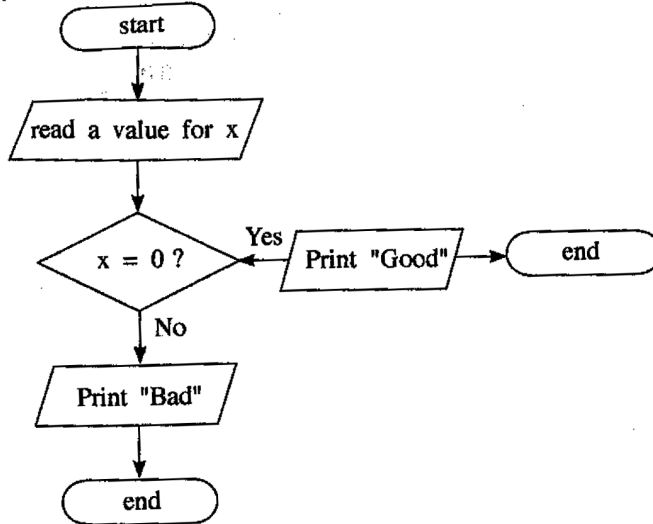 start
read a value for x
x = 0 ?
Yes
Print "Good"
end
No
Print "Bad"
end